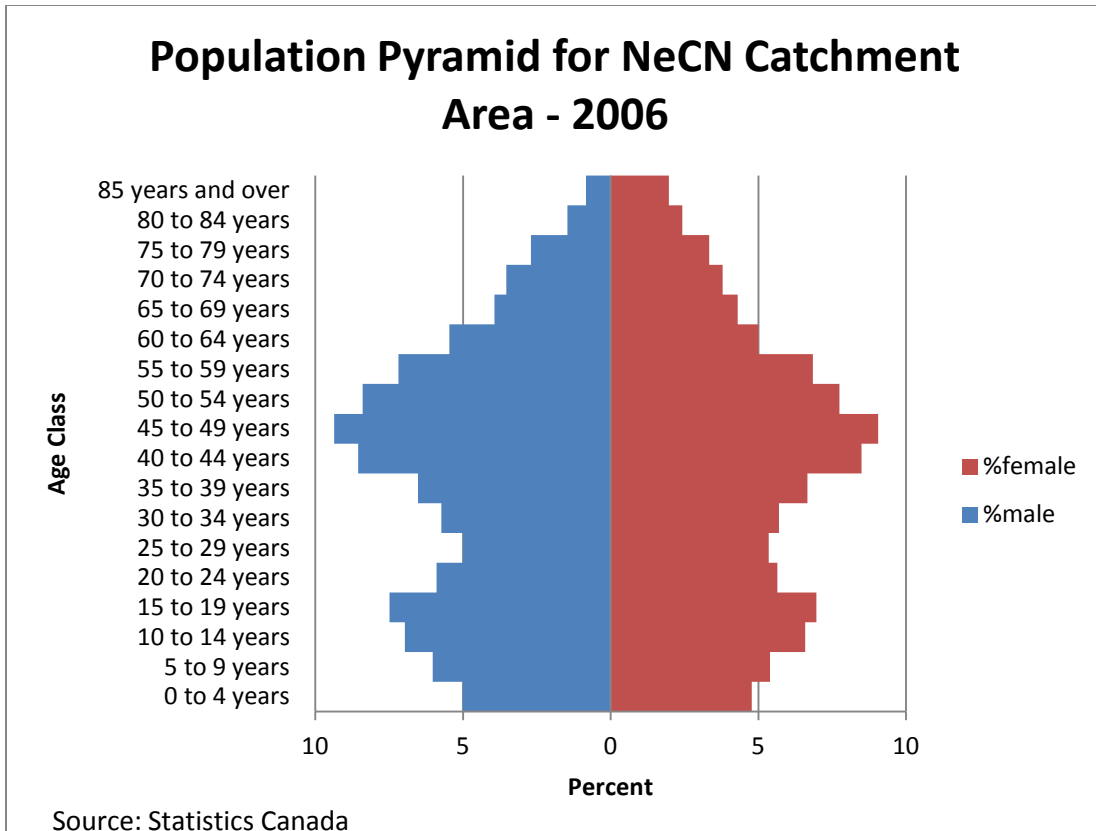 Population Pyramid for NeCN Catchment
Area - 2006
85 years and over
80 to 84 years
75 to 79 years
70 to 74 years
65 to 69 years
60 to 64 years
55 to 59 years
50 to 54 years
45 to 49 years
40 to 44 years
35 to 39 years
30 to 34 years
25 to 29 years
20 to 24 years
15 to 19 years
10 to 14 years
5 to 9 years
0 to 4 years
Age Class
%female
%male
10 5 0 5 10
Percent
Source: Statistics Canada